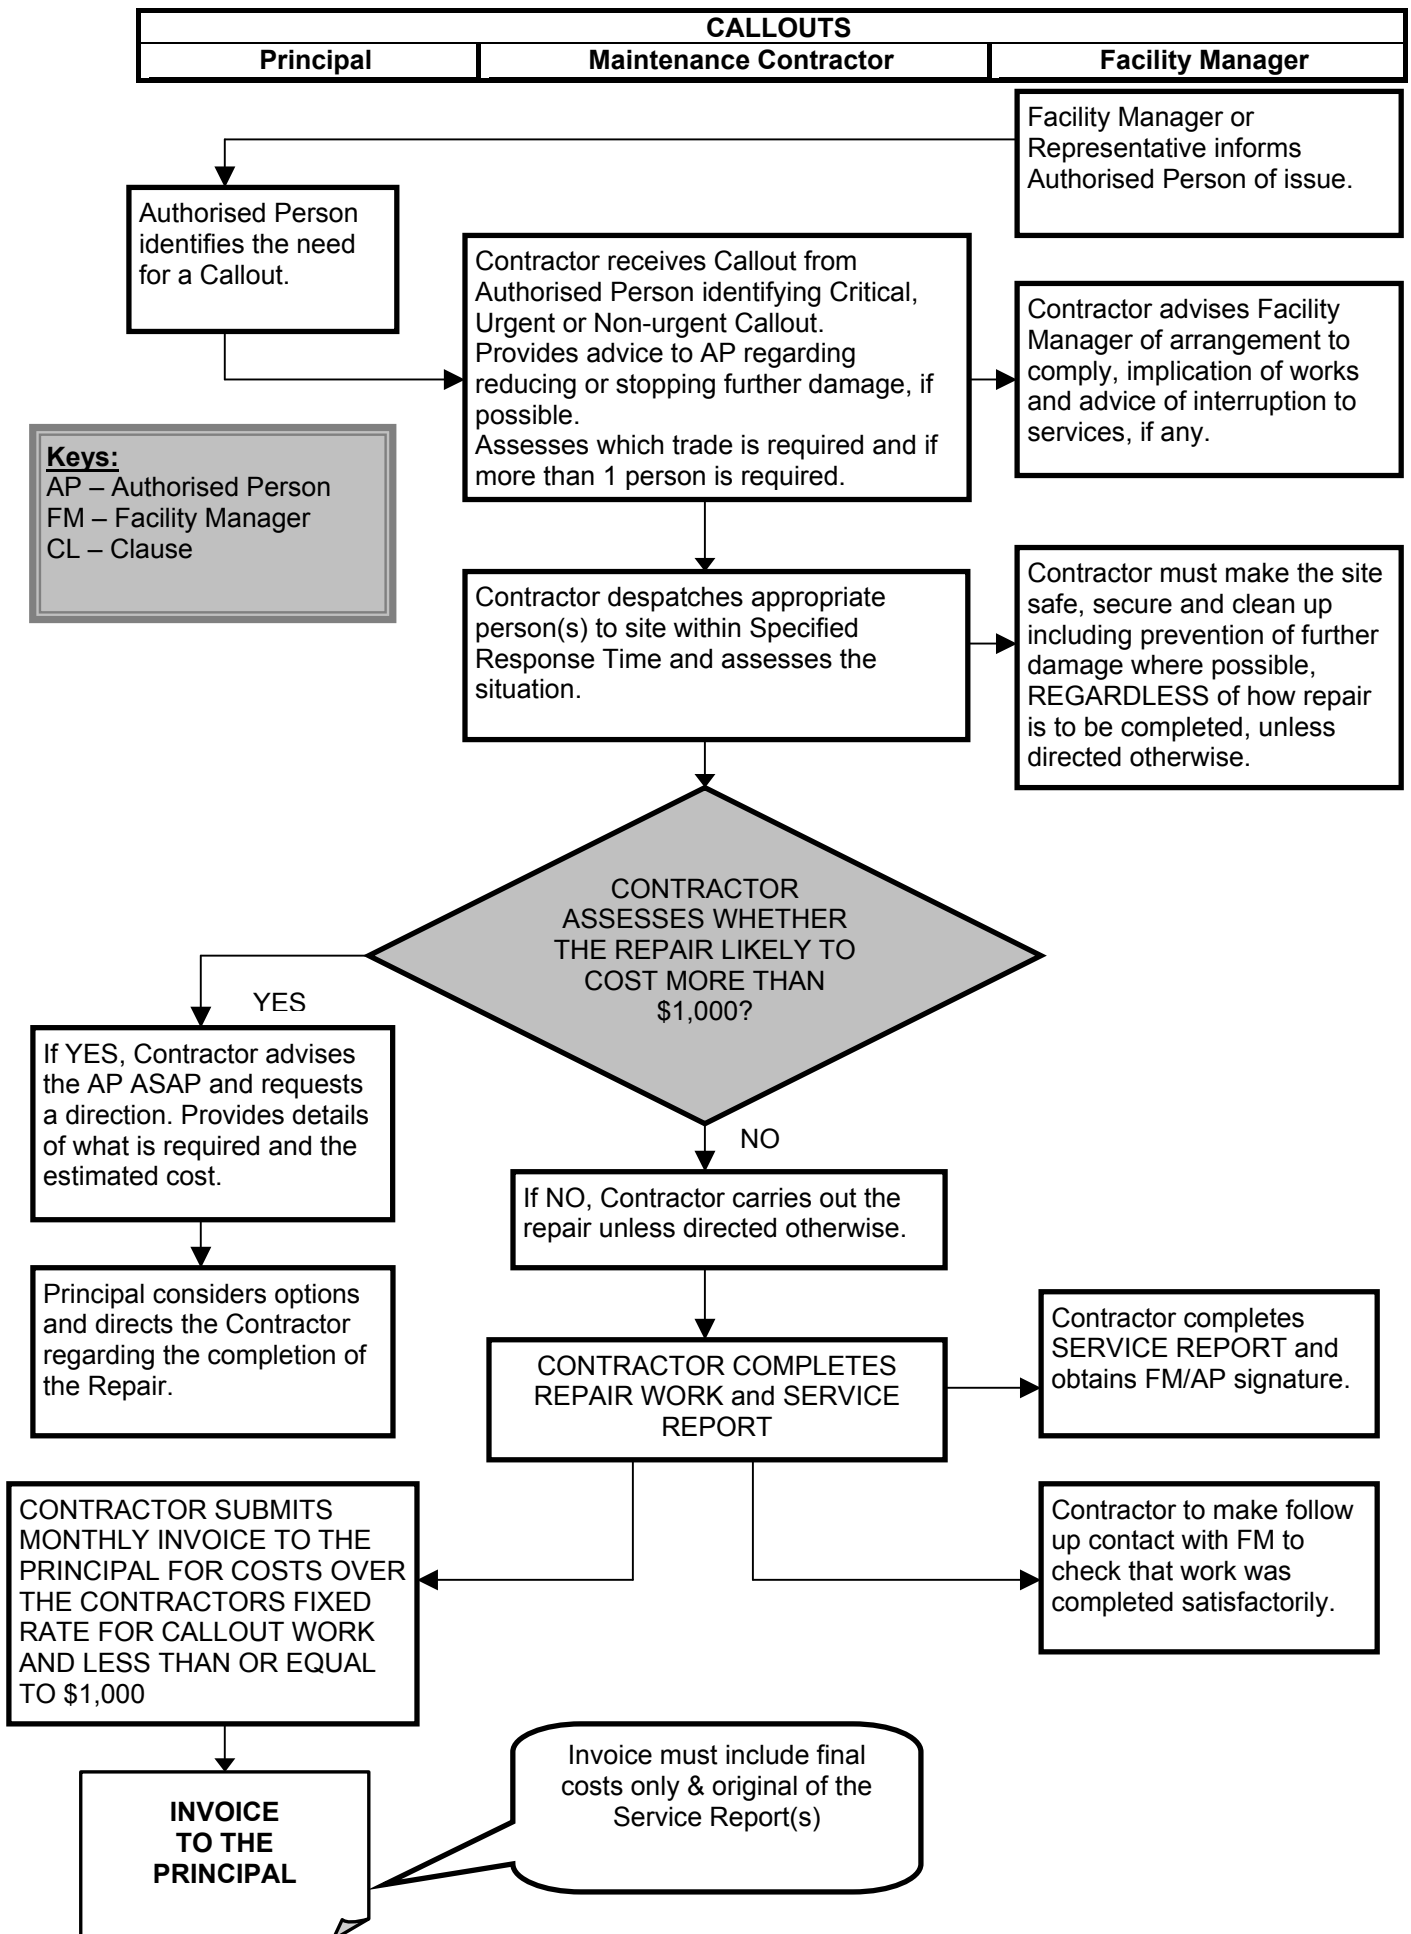 CALLOUTS
Principal
Maintenance Contractor
Facility Manager
Facility Manager or
Representative informs
Authorised Person of issue.
Authorised Person
identifies the need
for a Callout.
Contractor receives Callout from
Authorised Person identifying Critical,
Urgent or Non-urgent Callout.
Provides advice to AP regarding
reducing or stopping further damage, if
possible.
Assesses which trade is required and if
more than 1 person is required.
Contractor advises Facility
Manager of arrangement to
comply, implication of works
and advice of interruption to
services, if any.
Keys:
AP – Authorised Person
FM – Facility Manager
CL – Clause
Contractor despatches appropriate
person(s) to site within Specified
Response Time and assesses the
situation.
Contractor must make the site
safe, secure and clean up
including prevention of further
damage where possible,
REGARDLESS of how repair
is to be completed, unless
directed otherwise.
CONTRACTOR
ASSESSES WHETHER
THE REPAIR LIKELY TO
COST MORE THAN
$1,000?
YES
If YES, Contractor advises
the AP ASAP and requests
a direction. Provides details
of what is required and the
estimated cost.
NO
If NO, Contractor carries out the
repair unless directed otherwise.
Principal considers options
and directs the Contractor
regarding the completion of
the Repair.
CONTRACTOR COMPLETES
REPAIR WORK and SERVICE
REPORT
Contractor completes
SERVICE REPORT and
obtains FM/AP signature.
CONTRACTOR SUBMITS
MONTHLY INVOICE TO THE
PRINCIPAL FOR COSTS OVER
THE CONTRACTORS FIXED
RATE FOR CALLOUT WORK
AND LESS THAN OR EQUAL
TO $1,000
Contractor to make follow
up contact with FM to
check that work was
completed satisfactorily.
Invoice must include final
costs only & original of the
Service Report(s)
INVOICE
TO THE
PRINCIPAL